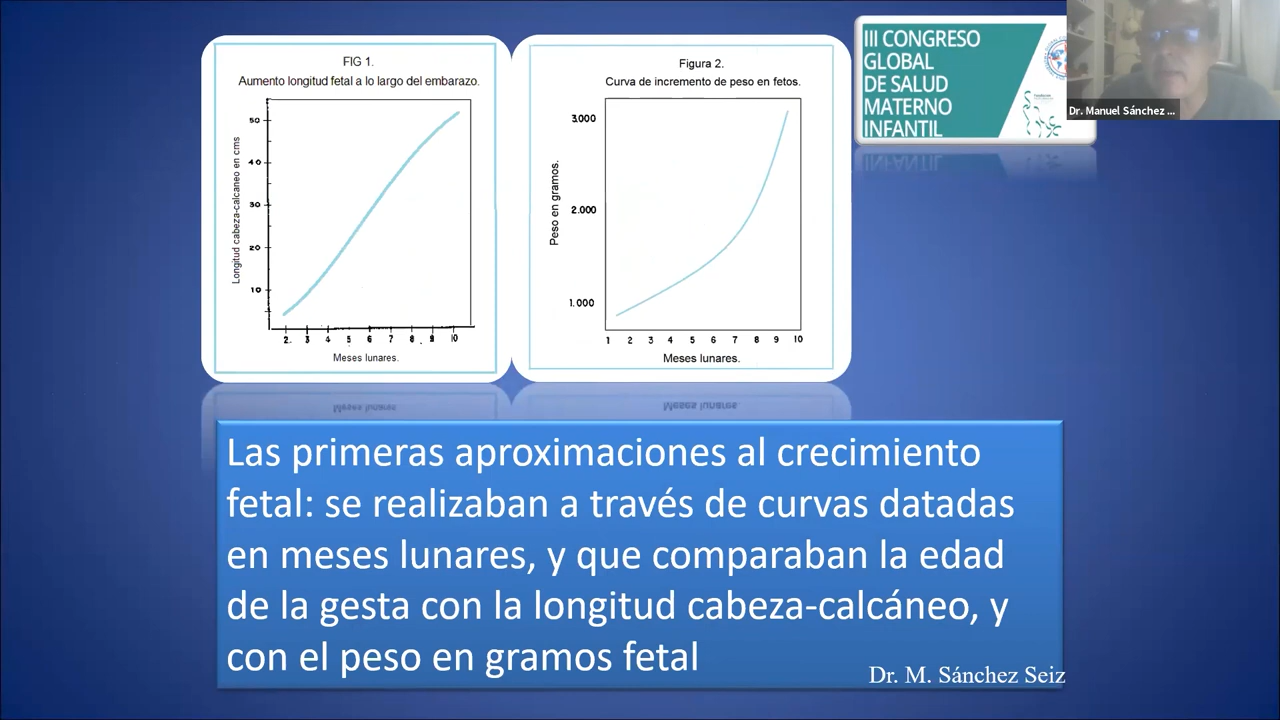 FIG 1.
Aumento longitud fetal a lo largo del embarazo.
Longitud cabeza-calcaneo en cms
50
40
30
20
10
2 3 4 5 6 7 8 9 10
Meses lunares.
Figura 2.
Curva de incremento de peso en fetos.
Peso en gramos.
3.000
2.000
1.000
1 2 3 4 5 6 7 8 9 10
Meses lunares.
III CONGRESO
GLOBAL
DE SALUD
MATERNO
INFANTIL
Dr. Manuel Sánchez ...
Las primeras aproximaciones al crecimiento
fetal: se realizaban a través de curvas datadas
en meses lunares, y que comparaban la edad
de la gesta con la longitud cabeza-calcáneo, y
con el peso en gramos fetal
Dr. M. Sánchez Seiz